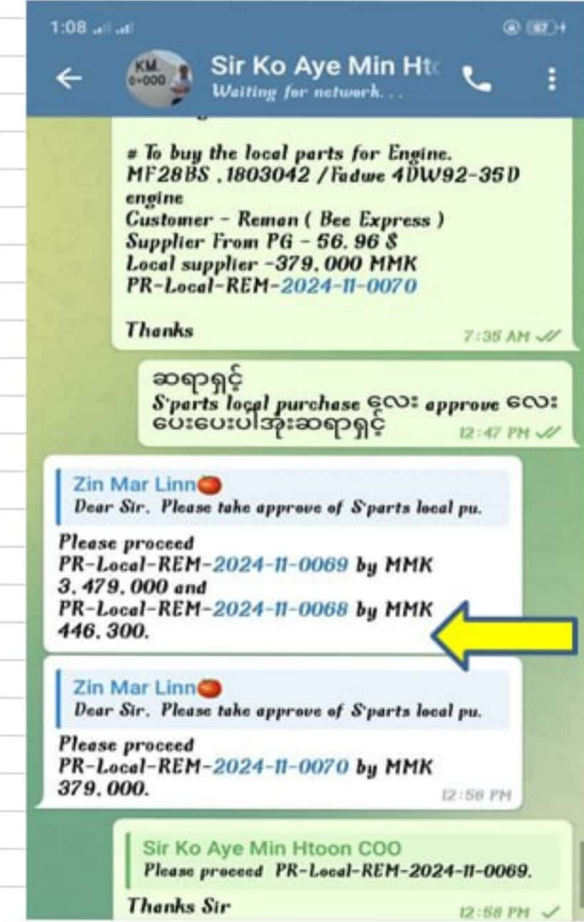 1:08
67
KM.
0+000
Sir Ko Aye Min Hto
Waiting for network...
# To buy the local parts for Engine.
MF28BS , 1803042 / Fadwe 4DW92-35D
engine
Customer - Reman ( Bee Express )
Supplier From PG - 56. 96 $
Local supplier -379, 000 MMK
PR-Local-REM-2024-11-0070
Thanks
7:35 AM
ဆရာရှင့်
S'parts local purchase လေး approve လေး
ပေးပေးပါအုံးဆရာရှင့်
12:47 PM
Zin Mar Linn🍅
Dear Sir, Please take approve of S'parts local pu.
Please proceed
PR-Local-REM-2024-11-0069 by MMK
3, 479, 000 and
PR-Local-REM-2024-11-0068 by MMK
446, 300.
Zin Mar Linn🍅
Dear Sir, Please take approve of S'parts local pu.
Please proceed
PR-Local-REM-2024-11-0070 by MMK
379, 000.
12:56 PM
Sir Ko Aye Min Htoon COO
Please proceed PR-Local-REM-2024-11-0069.
Thanks Sir
12:58 PM